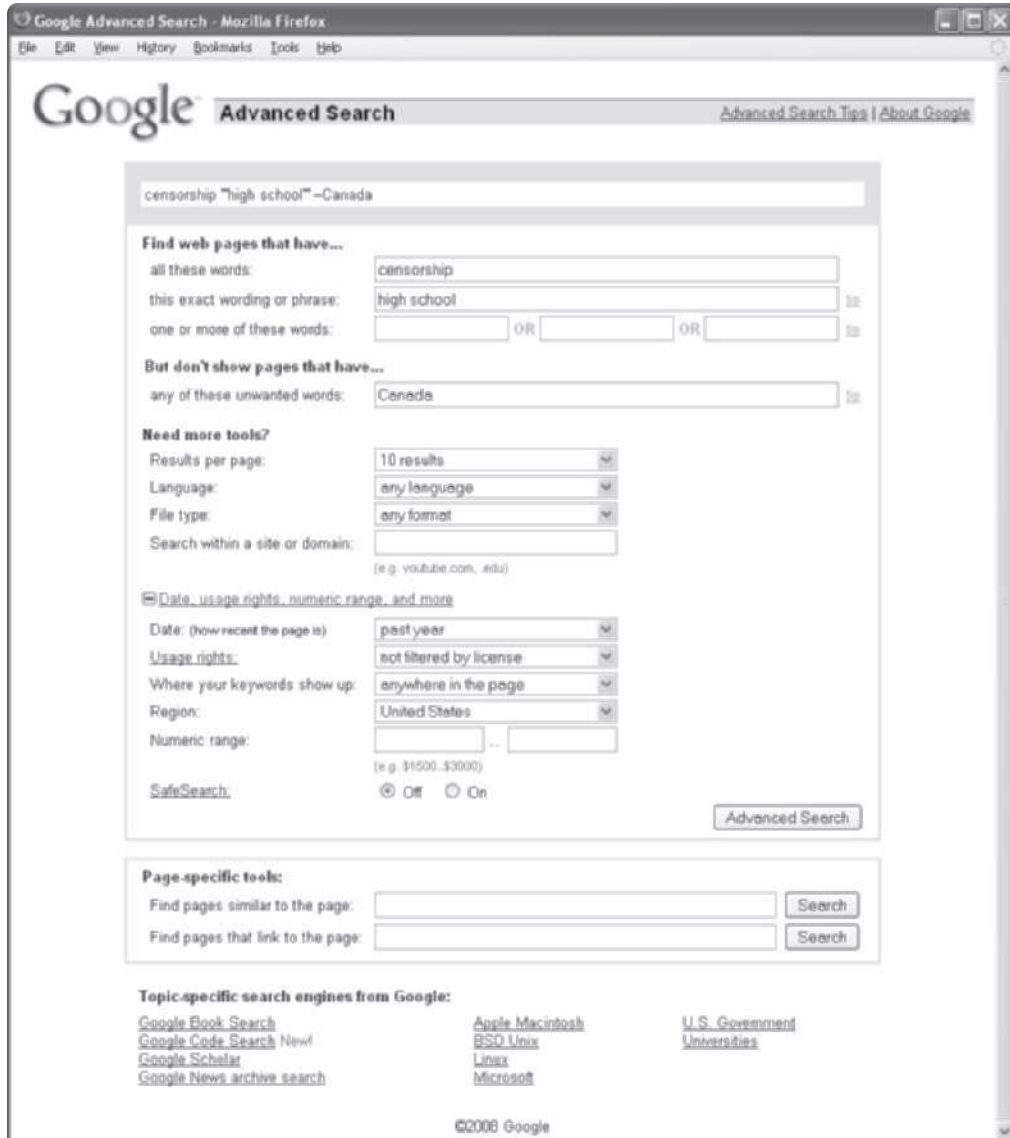 Google Advanced Search - Mozilla Firefox
File Edit View History Bookmarks Tools Help
Google™ Advanced Search Advanced Search Tips | About Google
censorship "'high school'" –Canada
Find web pages that have...
all these words: censorship
this exact wording or phrase: high school tip
one or more of these words: OR OR tip
But don't show pages that have...
any of these unwanted words: Canada tip
Need more tools?
Results per page: 10 results
Language: any language
File type: any format
Search within a site or domain:
(e.g. youtube.com, .edu)
Date, usage rights, numeric range, and more
Date: (how recent the page is) past year
Usage rights: not filtered by license
Where your keywords show up: anywhere in the page
Region: United States
Numeric range: ..
(e.g. $1500..$3000)
SafeSearch: Off On
Advanced Search
Page-specific tools:
Find pages similar to the page: Search
Find pages that link to the page: Search
Topic-specific search engines from Google:
Google Book Search Apple Macintosh U.S. Government
Google Code Search New! BSD Unix Universities
Google Scholar Linux
Google News archive search Microsoft
©2008 Google